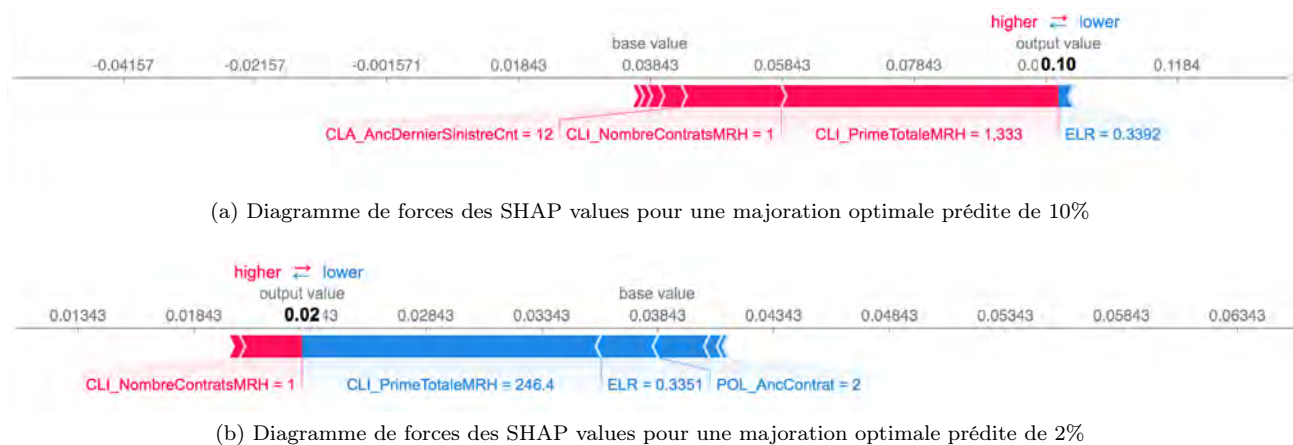 higher ⇄ lower
base value output value
-0.04157 -0.02157 -0.001571 0.01843 0.03843 0.05843 0.07843 0.0 0.10 0.1184
CLA_AncDernierSinistreCnt = 12 CLI_NombreContratsMRH = 1 CLI_PrimeTotaleMRH = 1,333 ELR = 0.3392
(a) Diagramme de forces des SHAP values pour une majoration optimale prédite de 10%
higher ⇄ lower
output value base value
0.01343 0.01843 0.02 43 0.02843 0.03343 0.03843 0.04343 0.04843 0.05343 0.05843 0.06343
CLI_NombreContratsMRH = 1 CLI_PrimeTotaleMRH = 246.4 ELR = 0.3351 POL_AncContrat = 2
(b) Diagramme de forces des SHAP values pour une majoration optimale prédite de 2%